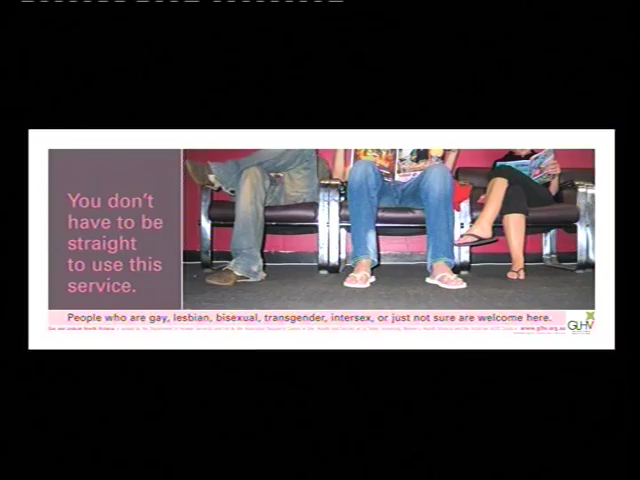 You don't
have to be
straight
to use this
service.
People who are gay, lesbian, bisexual, transgender, intersex, or just not sure are welcome here.
www.glhv.org.au
GLHV